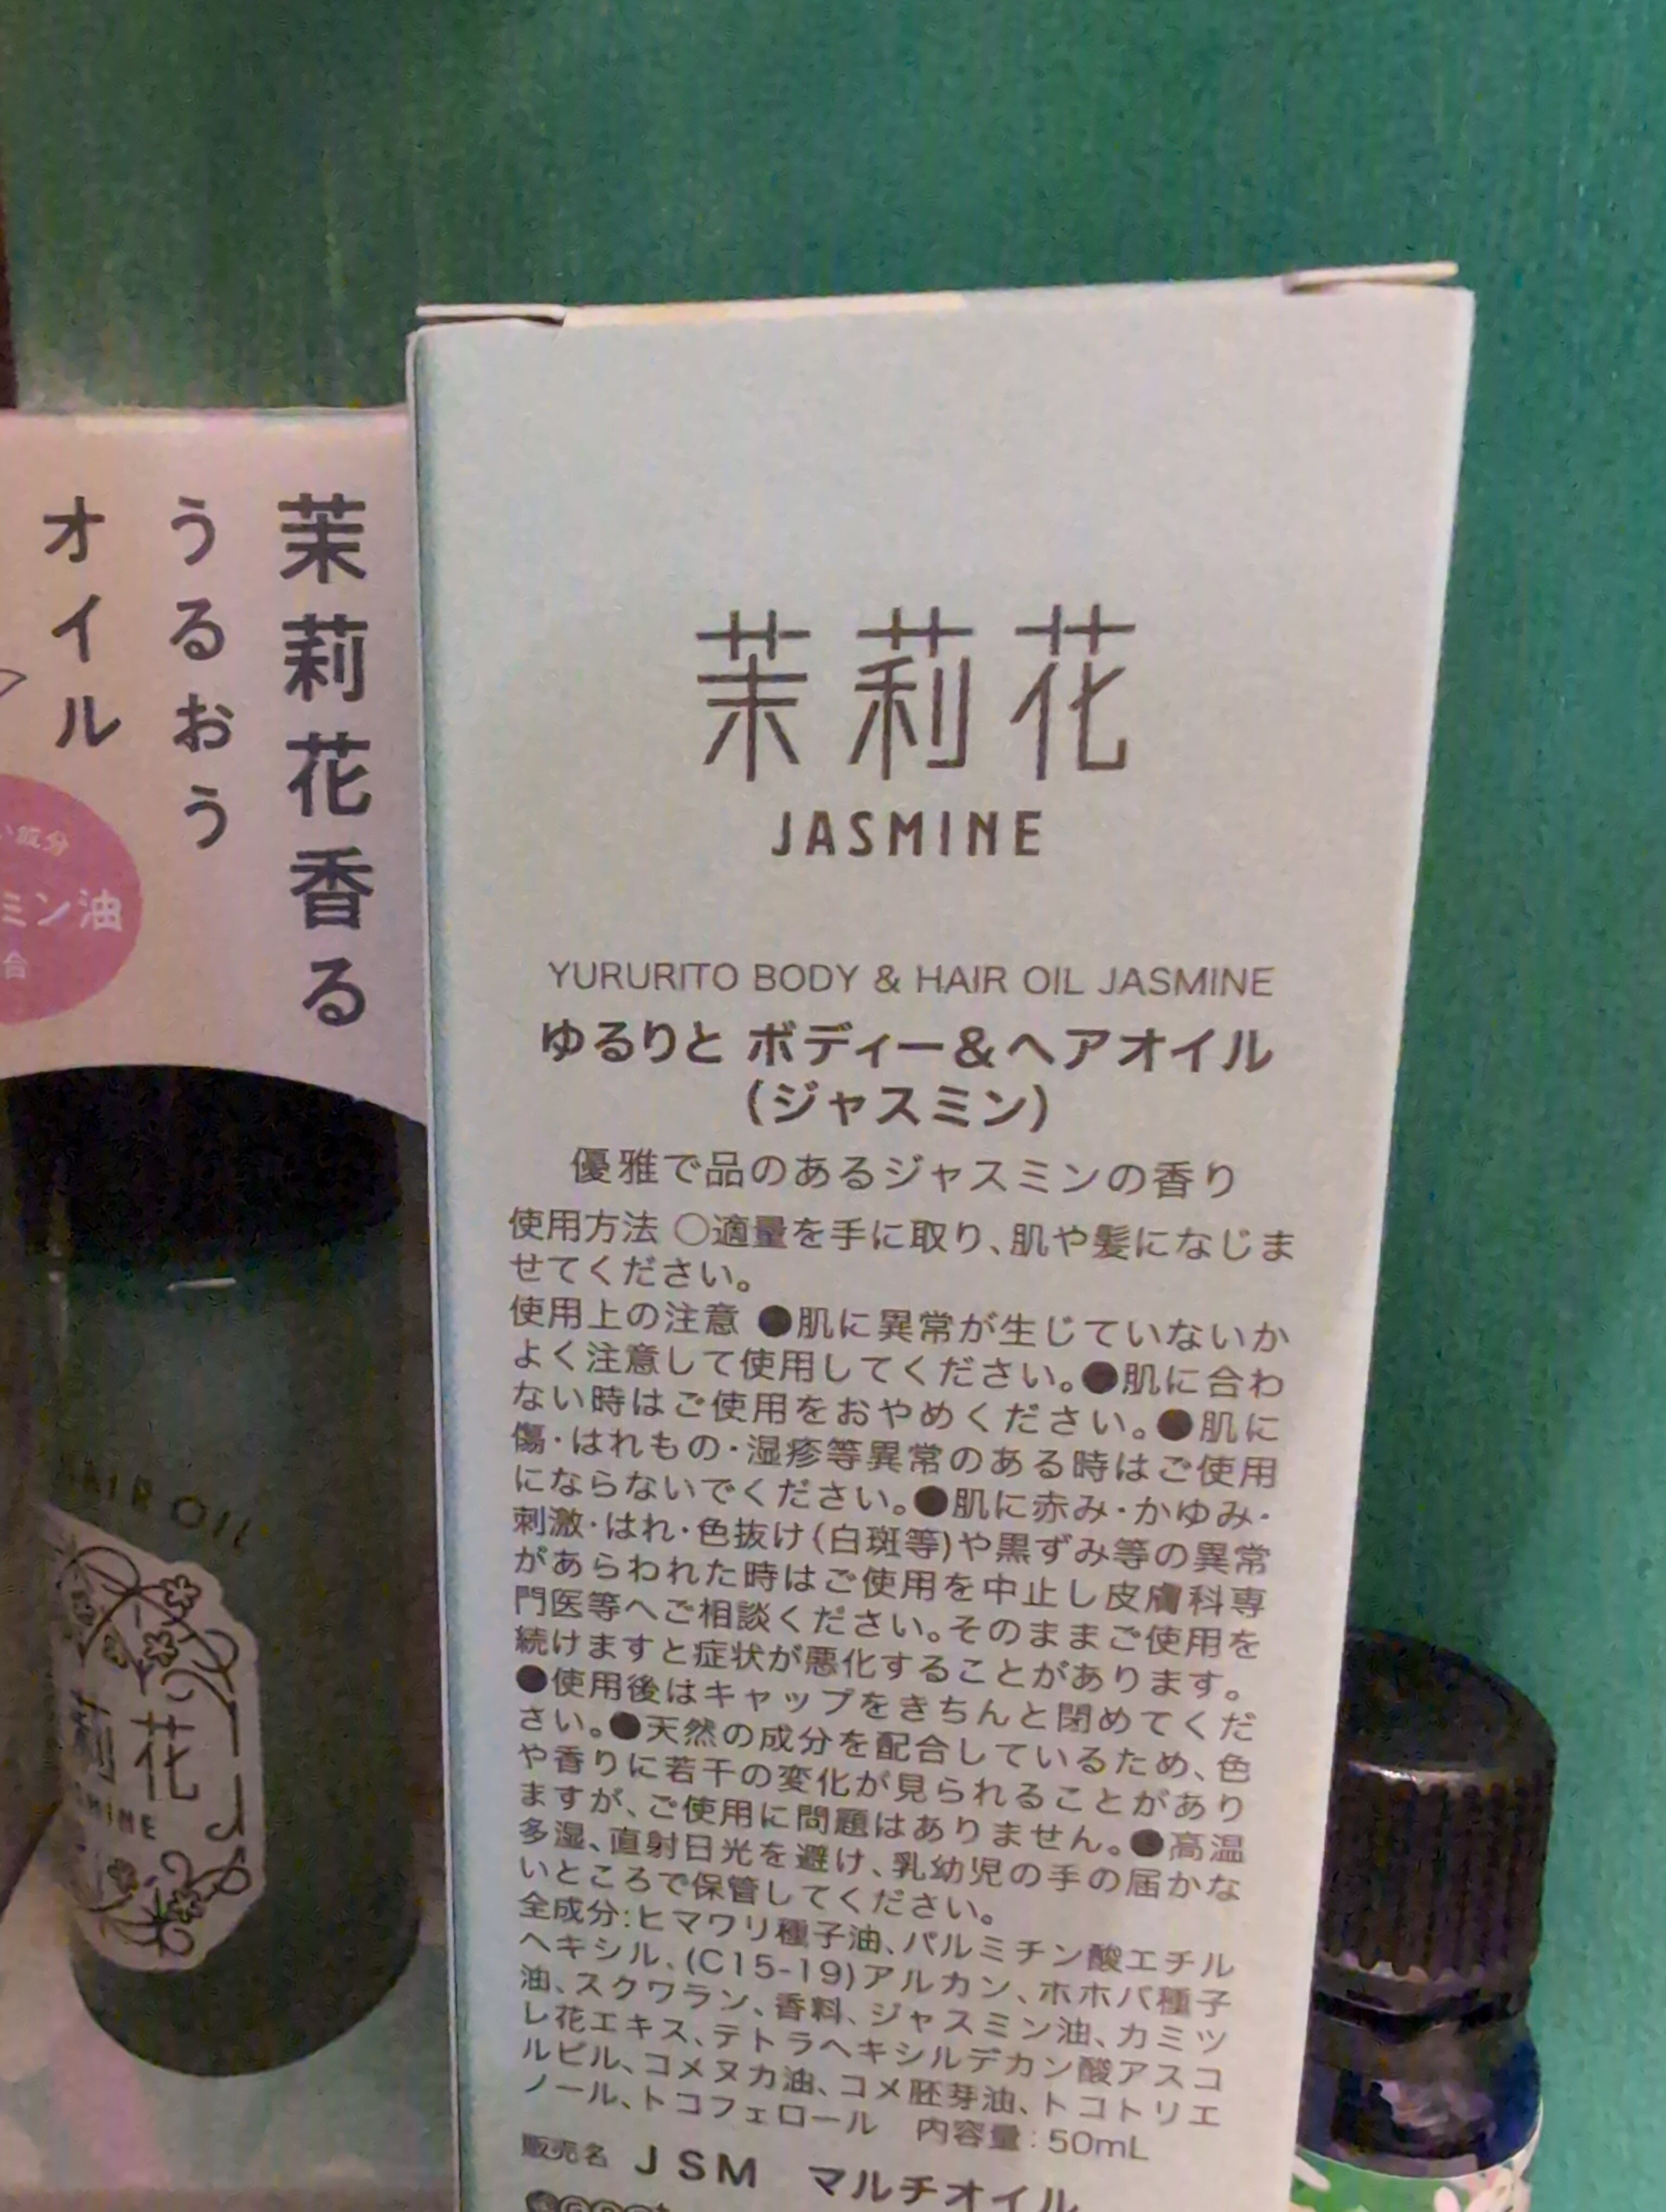 茉莉花香る
うるおう
オイル
ミン油
合
HAIR OIL
莉花
茉莉花
JASMINE
YURURITO BODY & HAIR OIL JASMINE
ゆるりと ボディー&ヘアオイル
(ジャスミン)
優雅で品のあるジャスミンの香り
使用方法 ○適量を手に取り、肌や髪になじま
せてください。
使用上の注意 ●肌に異常が生じていないか
よく注意して使用してください。●肌に合わ
ない時はご使用をおやめください。●肌に
傷・はれもの・湿疹等異常のある時はご使用
にならないでください。●肌に赤み・かゆみ・
刺激・はれ・色抜け(白斑等)や黒ずみ等の異常
があらわれた時はご使用を中止し皮膚科専
門医等へご相談ください。そのままご使用を
続けますと症状が悪化することがあります。
●使用後はキャップをきちんと閉めてくだ
さい。●天然の成分を配合しているため、色
や香りに若干の変化が見られることがあり
ますが、ご使用に問題はありません。●高温
多湿、直射日光を避け、乳幼児の手の届かな
いところで保管してください。
全成分:ヒマワリ種子油、パルミチン酸エチル
ヘキシル、(C15-19)アルカン、ホホバ種子
油、スクワラン、香料、ジャスミン油、カミツ
レ花エキス、テトラヘキシルデカン酸アスコ
ルビル、コメヌカ油、コメ胚芽油、トコトリエ
ノール、トコフェロール 内容量:50mL
販売名 JSM マルチオイル